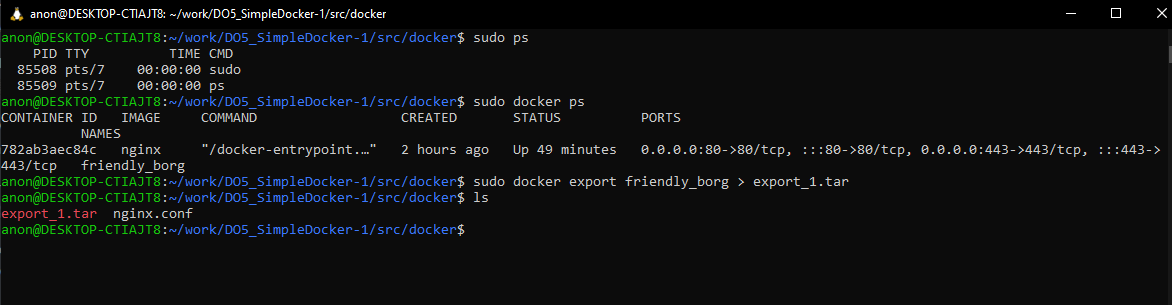 anon@DESKTOP-CTIAJT8: ~/work/DO5_SimpleDocker-1/src/docker
anon@DESKTOP-CTIAJT8:~/work/DO5_SimpleDocker-1/src/docker$ sudo ps
    PID TTY          TIME CMD
  85508 pts/7    00:00:00 sudo
  85509 pts/7    00:00:00 ps
anon@DESKTOP-CTIAJT8:~/work/DO5_SimpleDocker-1/src/docker$ sudo docker ps
CONTAINER ID   IMAGE     COMMAND                  CREATED       STATUS          PORTS
          NAMES
782ab3aec84c   nginx     "/docker-entrypoint.…"   2 hours ago   Up 49 minutes   0.0.0.0:80->80/tcp, :::80->80/tcp, 0.0.0.0:443->443/tcp, :::443->
443/tcp   friendly_borg
anon@DESKTOP-CTIAJT8:~/work/DO5_SimpleDocker-1/src/docker$ sudo docker export friendly_borg > export_1.tar
anon@DESKTOP-CTIAJT8:~/work/DO5_SimpleDocker-1/src/docker$ ls
export_1.tar  nginx.conf
anon@DESKTOP-CTIAJT8:~/work/DO5_SimpleDocker-1/src/docker$